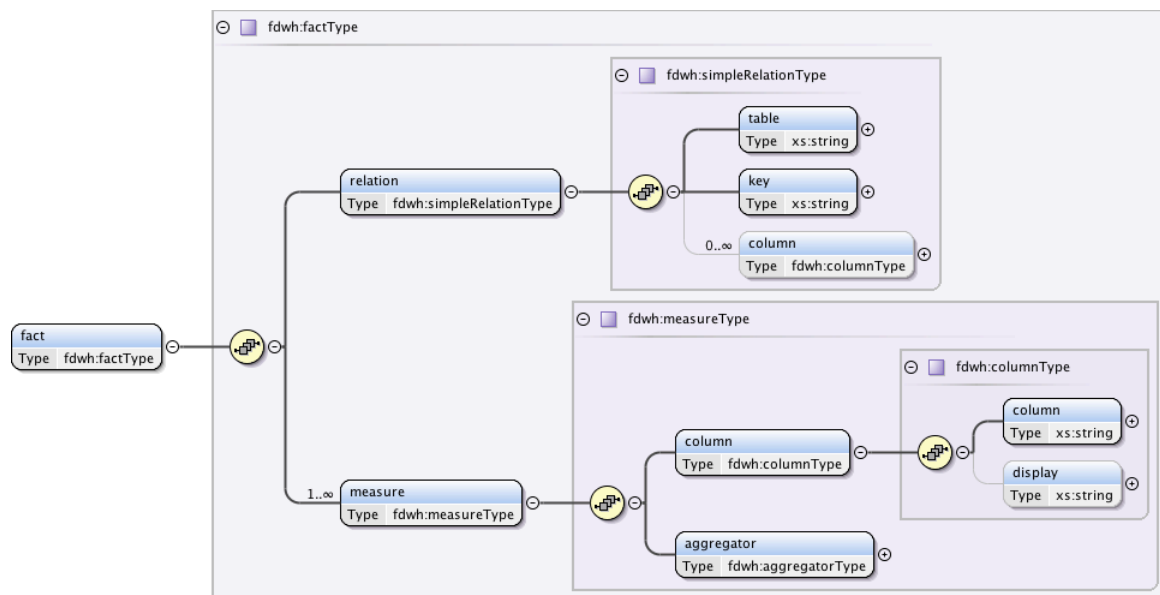 fdwh:factType
fdwh:simpleRelationType
table
Type xs:string
relation
Type fdwh:simpleRelationType
key
Type xs:string
0..∞
column
Type fdwh:columnType
fdwh:measureType
fact
Type fdwh:factType
fdwh:columnType
column
Type xs:string
column
Type fdwh:columnType
display
Type xs:string
1..∞
measure
Type fdwh:measureType
aggregator
Type fdwh:aggregatorType